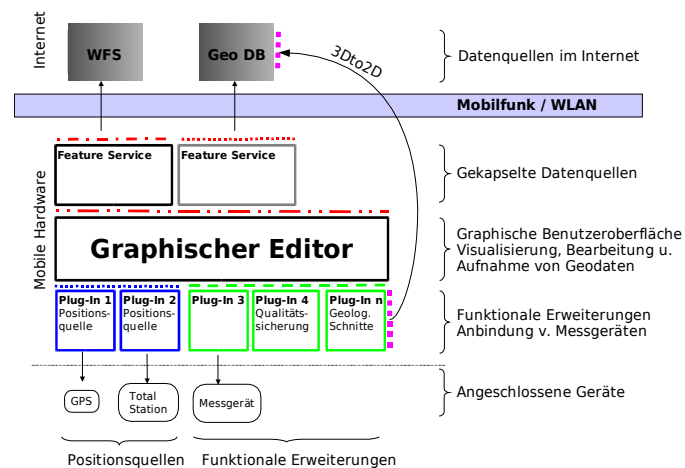 Internet
WFS
Geo DB
3Dto2D
Datenquellen im Internet
Mobilfunk / WLAN
Mobile Hardware
Feature Service
Feature Service
Gekapselte Datenquellen
Graphischer Editor
Graphische Benutzeroberfläche
Visualisierung, Bearbeitung u.
Aufnahme von Geodaten
Plug-In 1
Positions-
quelle
Plug-In 2
Positions-
quelle
Plug-In 3
Plug-In 4
Qualitäts-
sicherung
Plug-In n
Geolog.
Schnitte
Funktionale Erweiterungen
Anbindung v. Messgeräten
GPS
Total
Station
Messgerät
Angeschlossene Geräte
Positionsquellen
Funktionale Erweiterungen